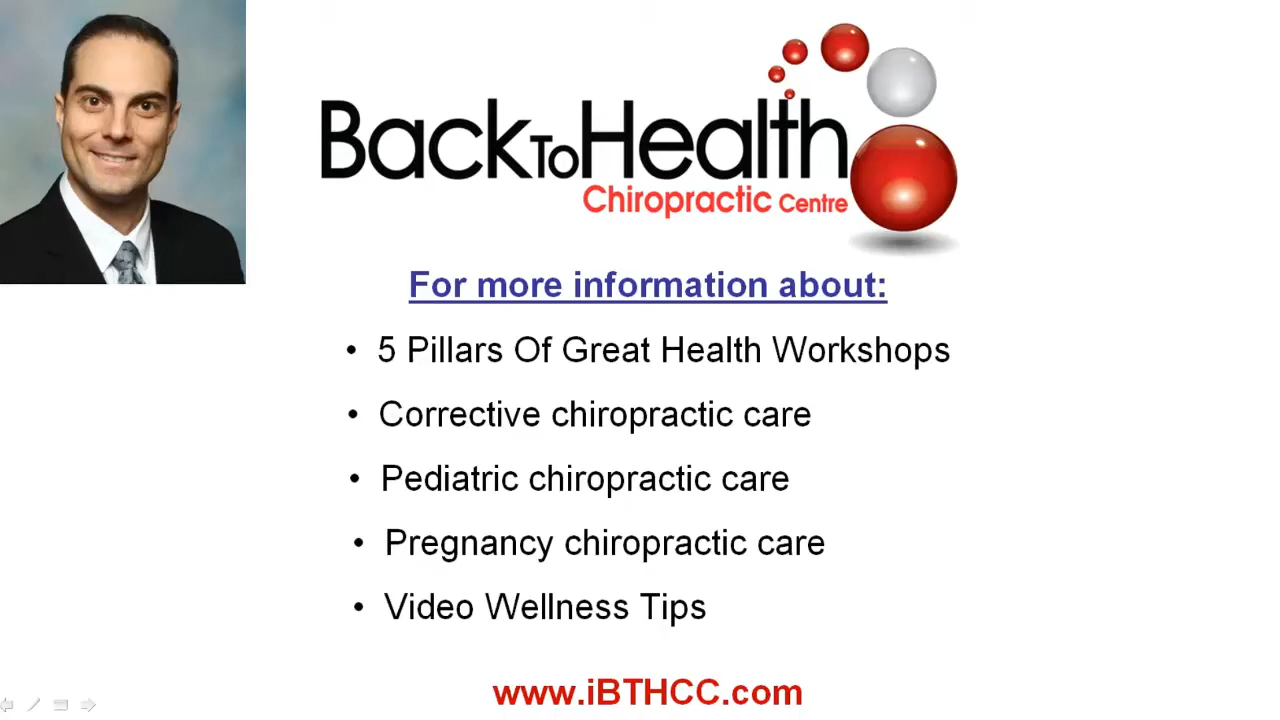 BackToHealth
Chiropractic Centre
For more information about:
• 5 Pillars Of Great Health Workshops
• Corrective chiropractic care
• Pediatric chiropractic care
• Pregnancy chiropractic care
• Video Wellness Tips
www.iBTHCC.com